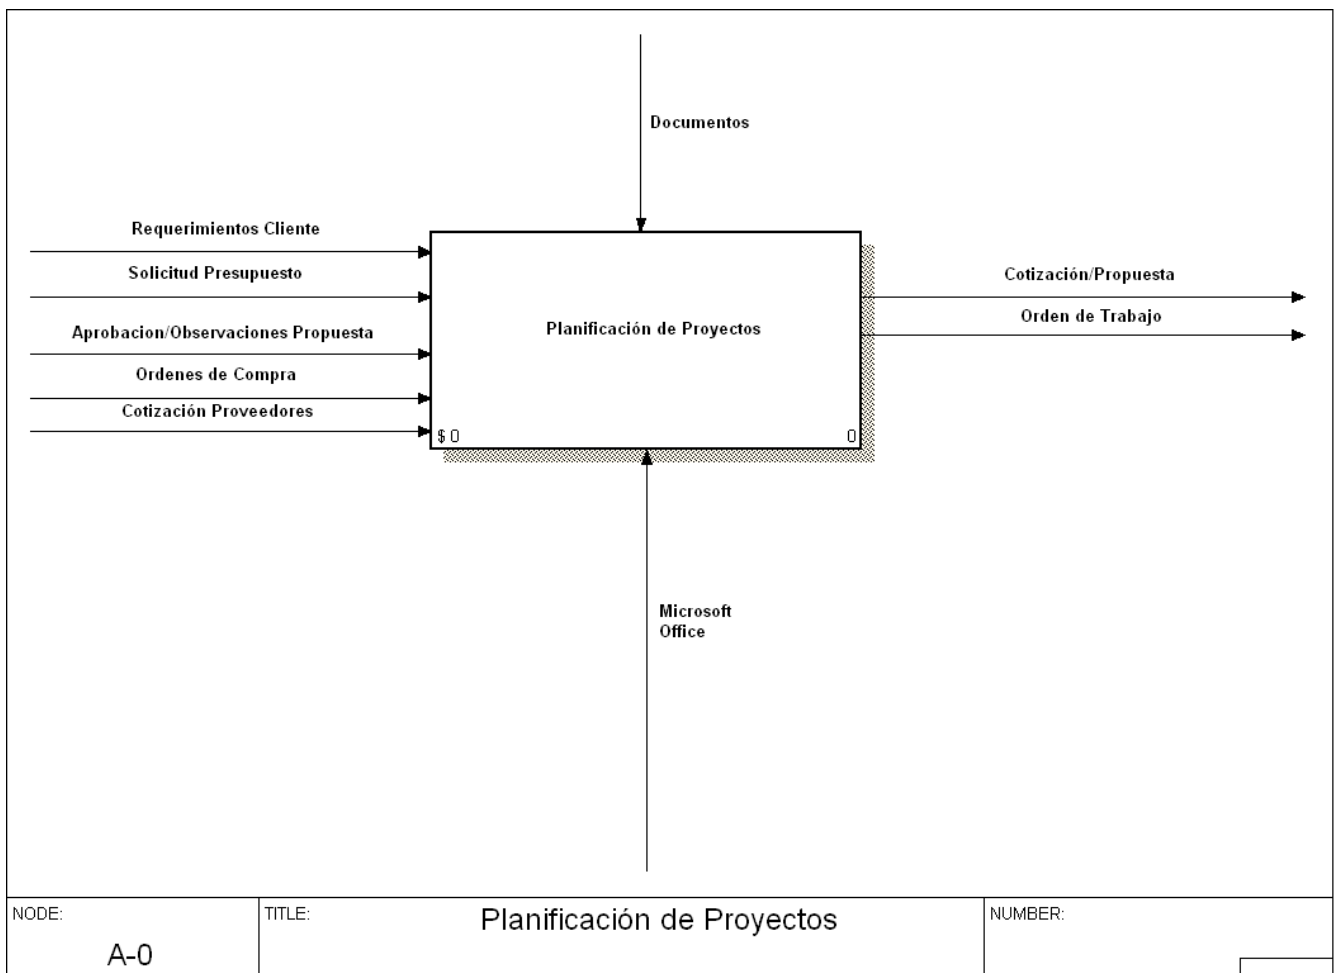 Documentos
Requerimientos Cliente
Solicitud Presupuesto
Cotización/Propuesta
Orden de Trabajo
Aprobacion/Observaciones Propuesta
Planificación de Proyectos
Ordenes de Compra
Cotización Proveedores
$ 0
0
Microsoft
Office
NODE:
A-0
TITLE:
Planificación de Proyectos
NUMBER: